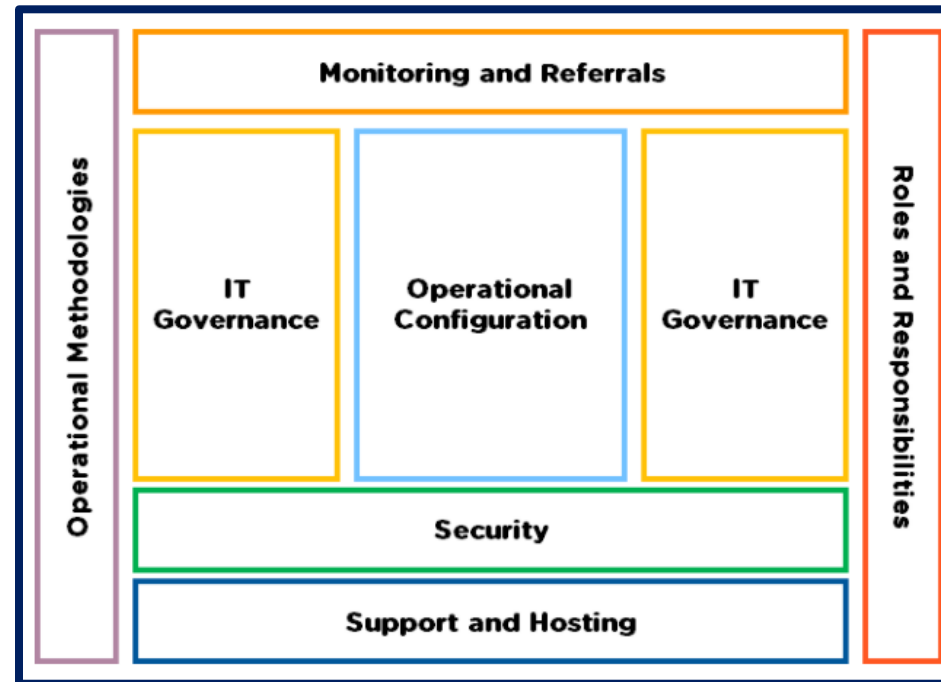 Operational Methodologies
Monitoring and Referrals
IT
Governance
Operational
Configuration
IT
Governance
Security
Support and Hosting
Roles and Responsibilities